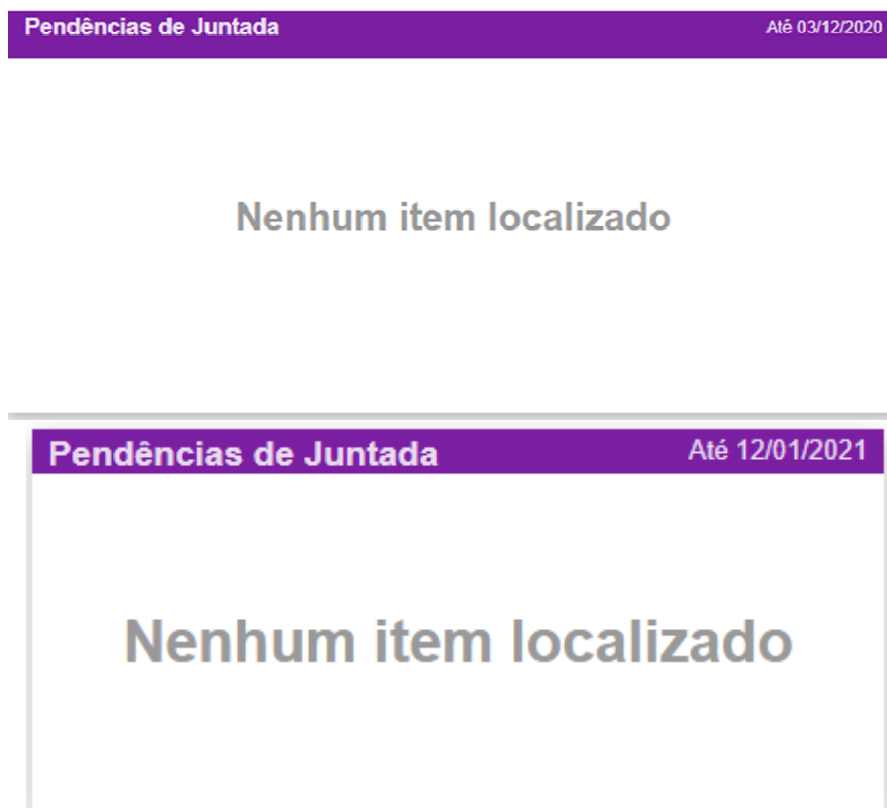 Pendências de Juntada Até 03/12/2020
Nenhum item localizado
Pendências de Juntada Até 12/01/2021
Nenhum item localizado